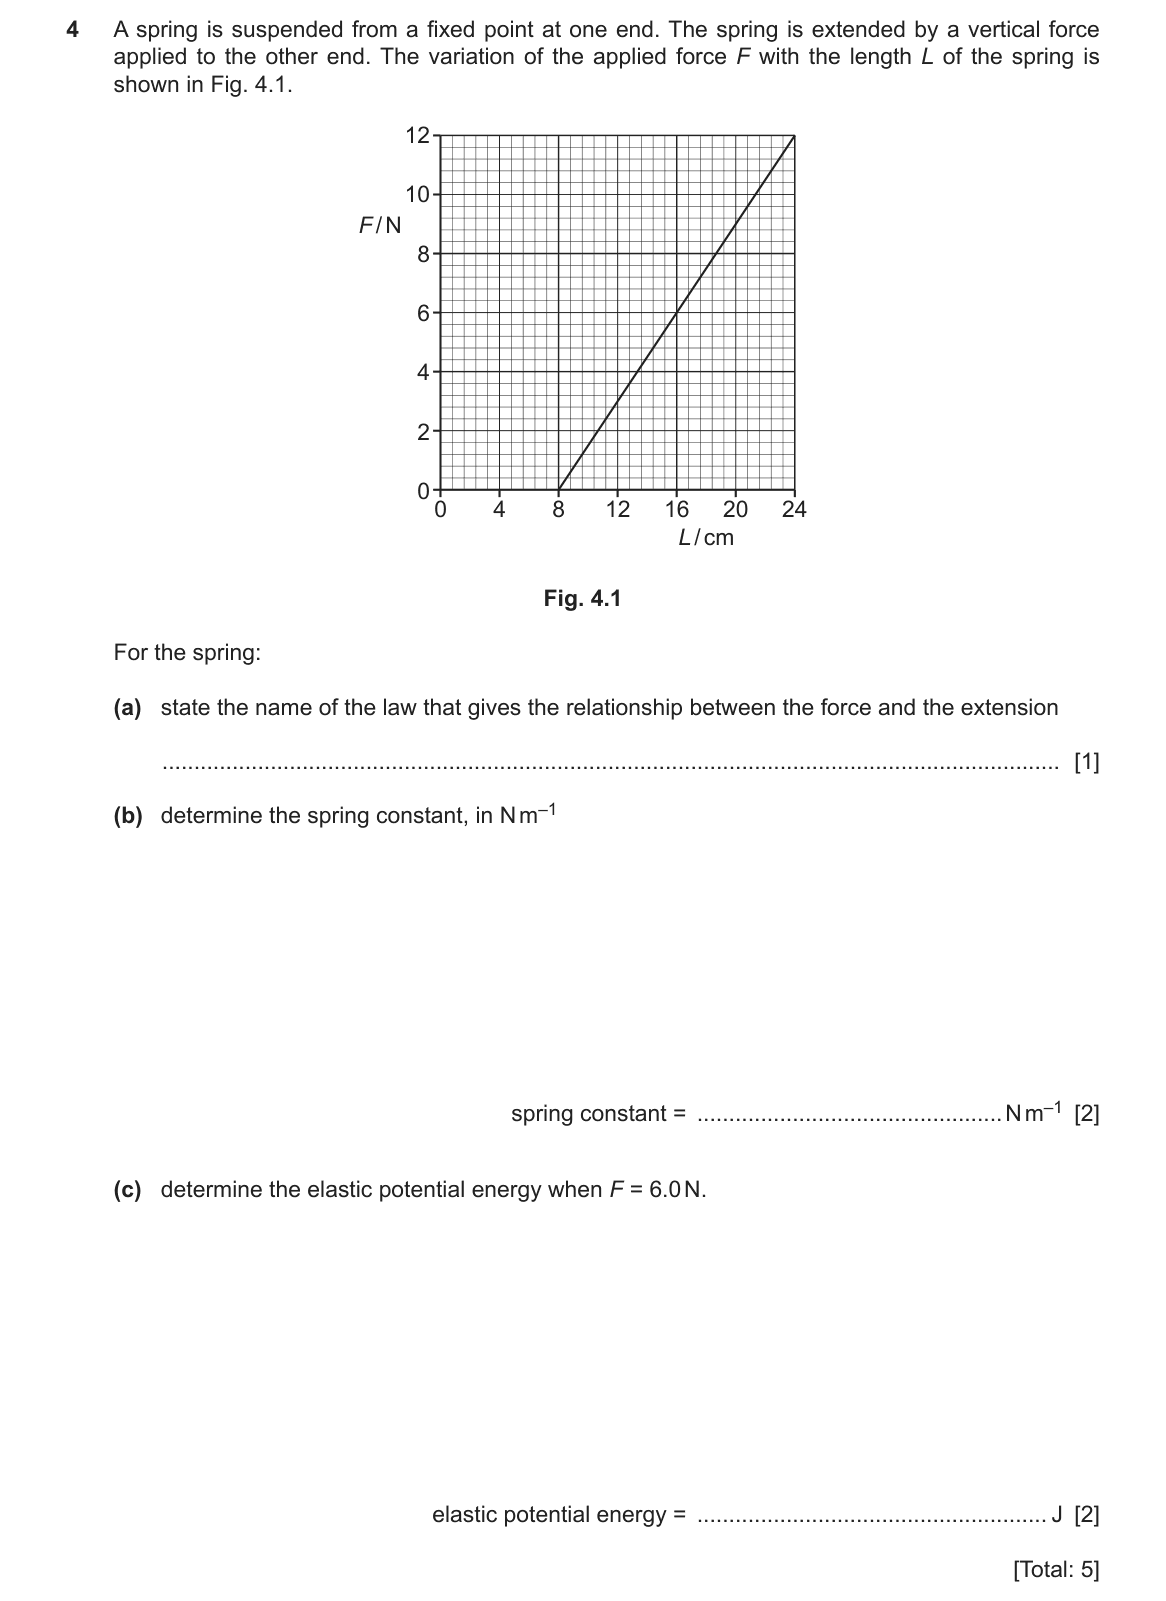 4 A spring is suspended from a fixed point at one end. The spring is extended by a vertical force
applied to the other end. The variation of the applied force F with the length L of the spring is
shown in Fig. 4.1.
12
10
F/N
8
6
4
2
0
0 4 8 12 16 20 24
L/cm
Fig. 4.1
For the spring:
(a) state the name of the law that gives the relationship between the force and the extension
.............................................................................................................................................. [1]
(b) determine the spring constant, in N m⁻¹
spring constant = ................................................ N m⁻¹ [2]
(c) determine the elastic potential energy when F = 6.0 N.
elastic potential energy = ....................................................... J [2]
[Total: 5]